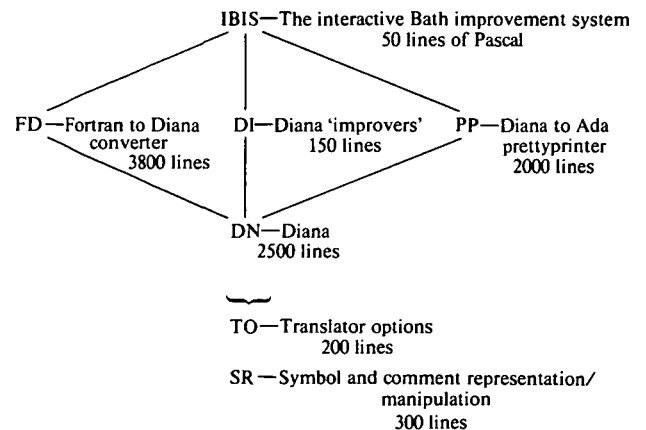 IBIS—The interactive Bath improvement system
50 lines of Pascal
FD—Fortran to Diana
converter
3800 lines
DI—Diana ‘improvers’
150 lines
PP—Diana to Ada
prettyprinter
2000 lines
DN—Diana
2500 lines
TO—Translator options
200 lines
SR—Symbol and comment representation/
manipulation
300 lines